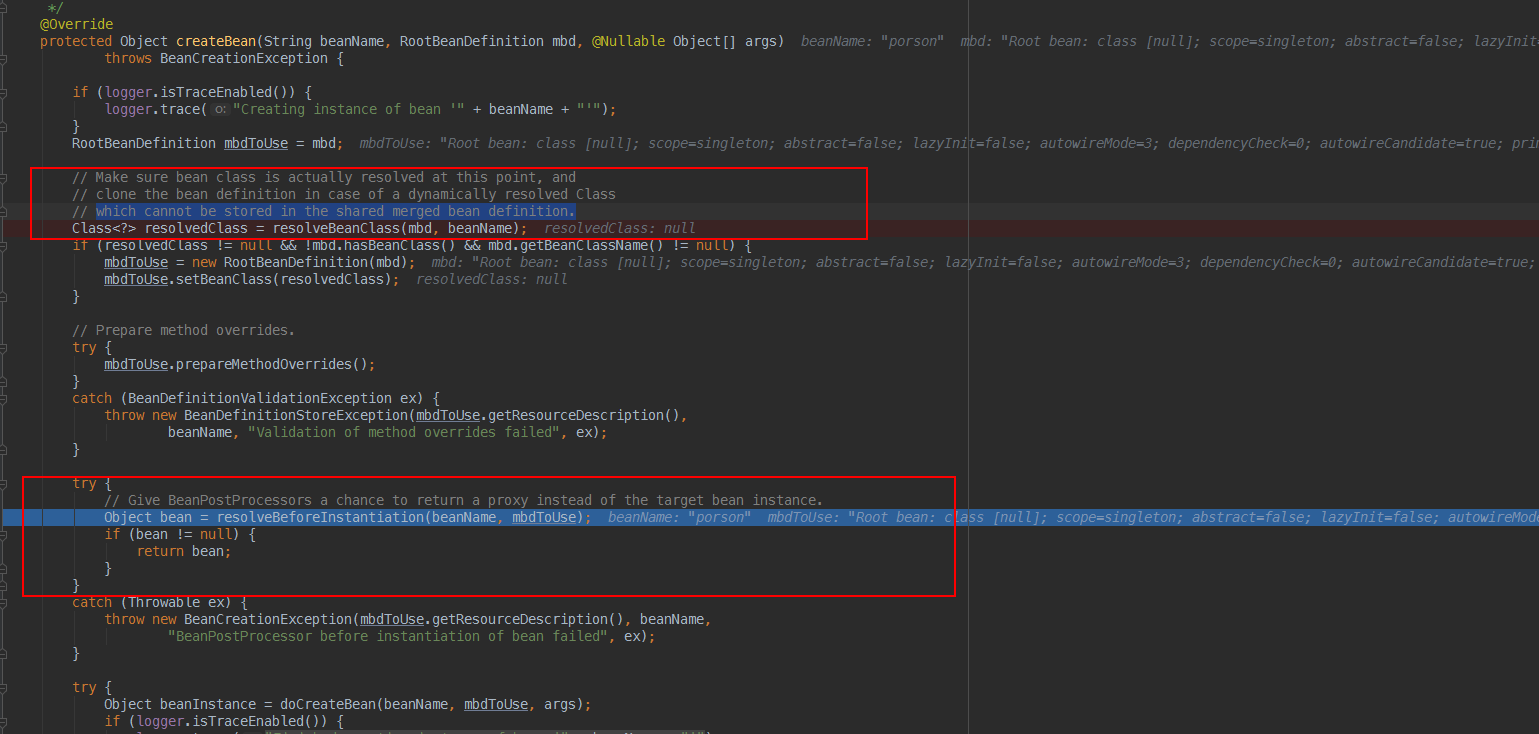 */
@Override
protected Object createBean(String beanName, RootBeanDefinition mbd, @Nullable Object[] args)  beanName: "porson"  mbd: "Root bean: class [null]; scope=singleton; abstract=false; lazyInit=
throws BeanCreationException {
if (logger.isTraceEnabled()) {
logger.trace( o: "Creating instance of bean '" + beanName + "'");
}
RootBeanDefinition mbdToUse = mbd;  mbdToUse: "Root bean: class [null]; scope=singleton; abstract=false; lazyInit=false; autowireMode=3; dependencyCheck=0; autowireCandidate=true; prin
// Make sure bean class is actually resolved at this point, and
// clone the bean definition in case of a dynamically resolved Class
// which cannot be stored in the shared merged bean definition.
Class<?> resolvedClass = resolveBeanClass(mbd, beanName);  resolvedClass: null
if (resolvedClass != null && !mbd.hasBeanClass() && mbd.getBeanClassName() != null) {
mbdToUse = new RootBeanDefinition(mbd);  mbd: "Root bean: class [null]; scope=singleton; abstract=false; lazyInit=false; autowireMode=3; dependencyCheck=0; autowireCandidate=true;
mbdToUse.setBeanClass(resolvedClass);  resolvedClass: null
}
// Prepare method overrides.
try {
mbdToUse.prepareMethodOverrides();
}
catch (BeanDefinitionValidationException ex) {
throw new BeanDefinitionStoreException(mbdToUse.getResourceDescription(),
beanName, "Validation of method overrides failed", ex);
}
try {
// Give BeanPostProcessors a chance to return a proxy instead of the target bean instance.
Object bean = resolveBeforeInstantiation(beanName, mbdToUse);  beanName: "porson"  mbdToUse: "Root bean: class [null]; scope=singleton; abstract=false; lazyInit=false; autowireMode
if (bean != null) {
return bean;
}
}
catch (Throwable ex) {
throw new BeanCreationException(mbdToUse.getResourceDescription(), beanName,
"BeanPostProcessor before instantiation of bean failed", ex);
}
try {
Object beanInstance = doCreateBean(beanName, mbdToUse, args);
if (logger.isTraceEnabled()) {